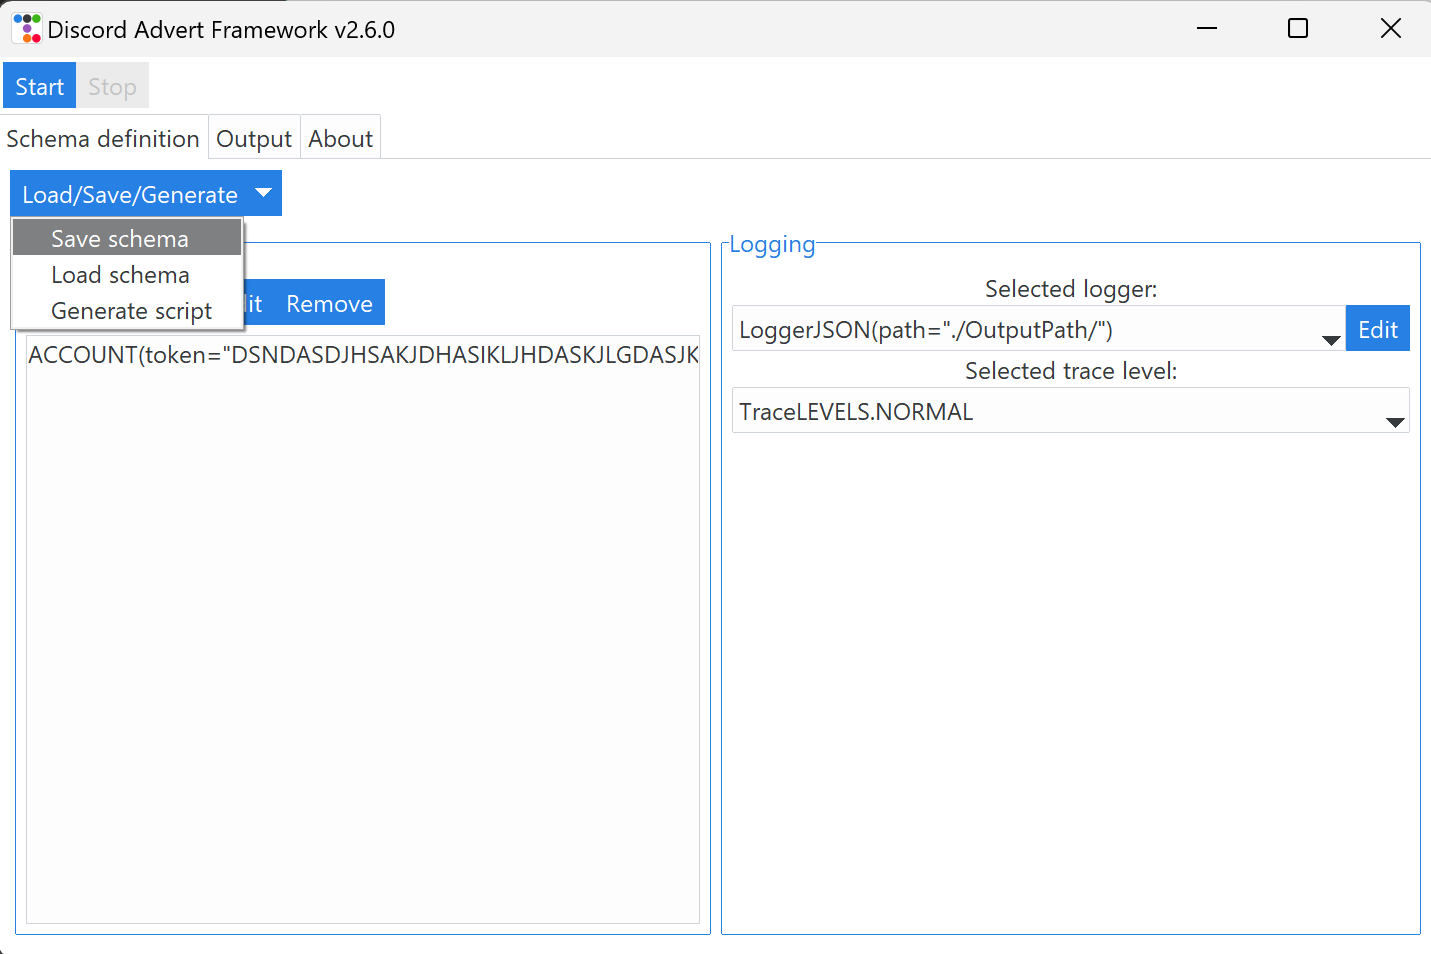 Discord Advert Framework v2.6.0
Start Stop
Schema definition Output About
Load/Save/Generate
Save schema
Load schema
Generate script
Remove
ACCOUNT(token="DSNDASDJHSAKJDHASIKLJHDASKJLGDASJK
Logging
Selected logger:
LoggerJSON(path="./OutputPath/") Edit
Selected trace level:
TraceLEVELS.NORMAL